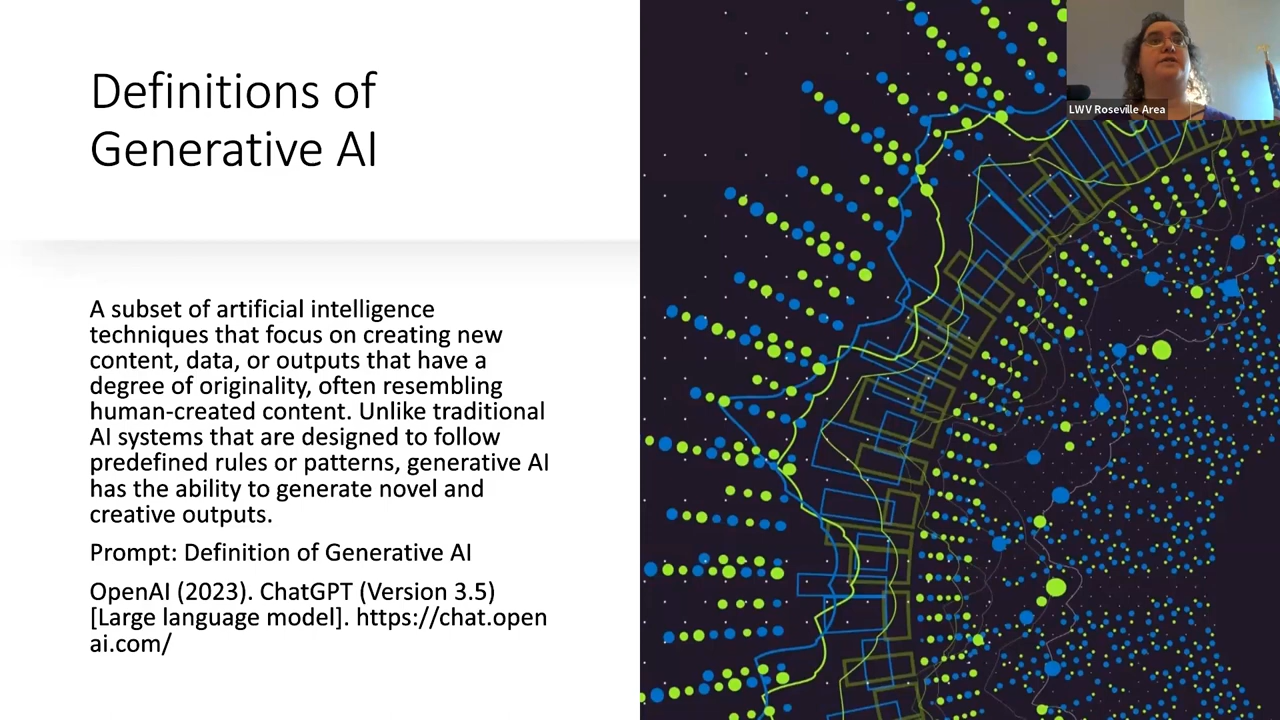 Definitions of
Generative AI
LWV Roseville Area
A subset of artificial intelligence
techniques that focus on creating new
content, data, or outputs that have a
degree of originality, often resembling
human-created content. Unlike traditional
AI systems that are designed to follow
predefined rules or patterns, generative AI
has the ability to generate novel and
creative outputs.
Prompt: Definition of Generative AI
OpenAI (2023). ChatGPT (Version 3.5)
[Large language model]. https://chat.open
ai.com/